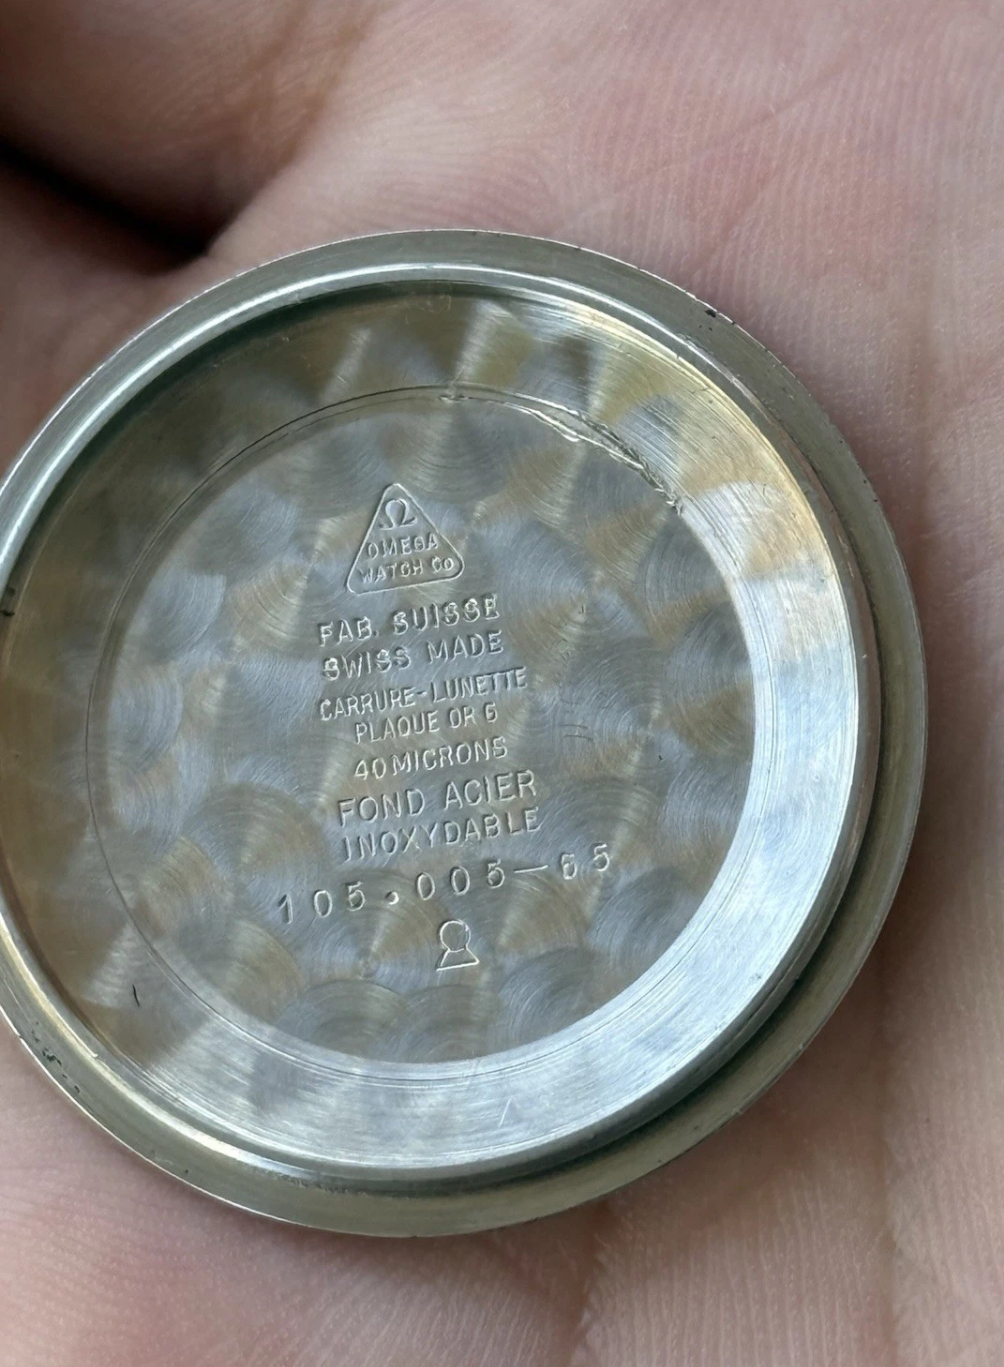 Ω
OMEGA
WATCH CO
FAB. SUISSE
SWISS MADE
CARRURE-LUNETTE
PLAQUE OR G
40 MICRONS
FOND ACIER
INOXYDABLE
105.005-65